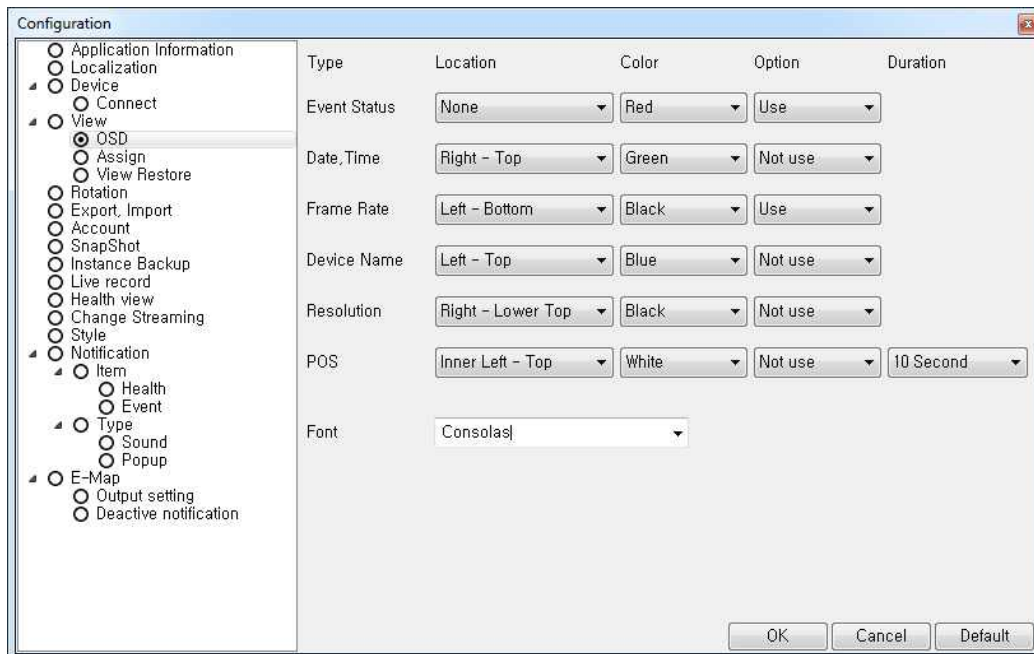 Configuration
Application Information
Localization
Device
Connect
View
OSD
Assign
View Restore
Rotation
Export, Import
Account
SnapShot
Instance Backup
Live record
Health view
Change Streaming
Style
Notification
Item
Health
Event
Type
Sound
Popup
E-Map
Output setting
Deactive notification
Type Location Color Option Duration
Event Status None Red Use
Date,Time Right - Top Green Not use
Frame Rate Left - Bottom Black Use
Device Name Left - Top Blue Not use
Resolution Right - Lower Top Black Not use
POS Inner Left - Top White Not use 10 Second
Font Consolas
OK Cancel Default